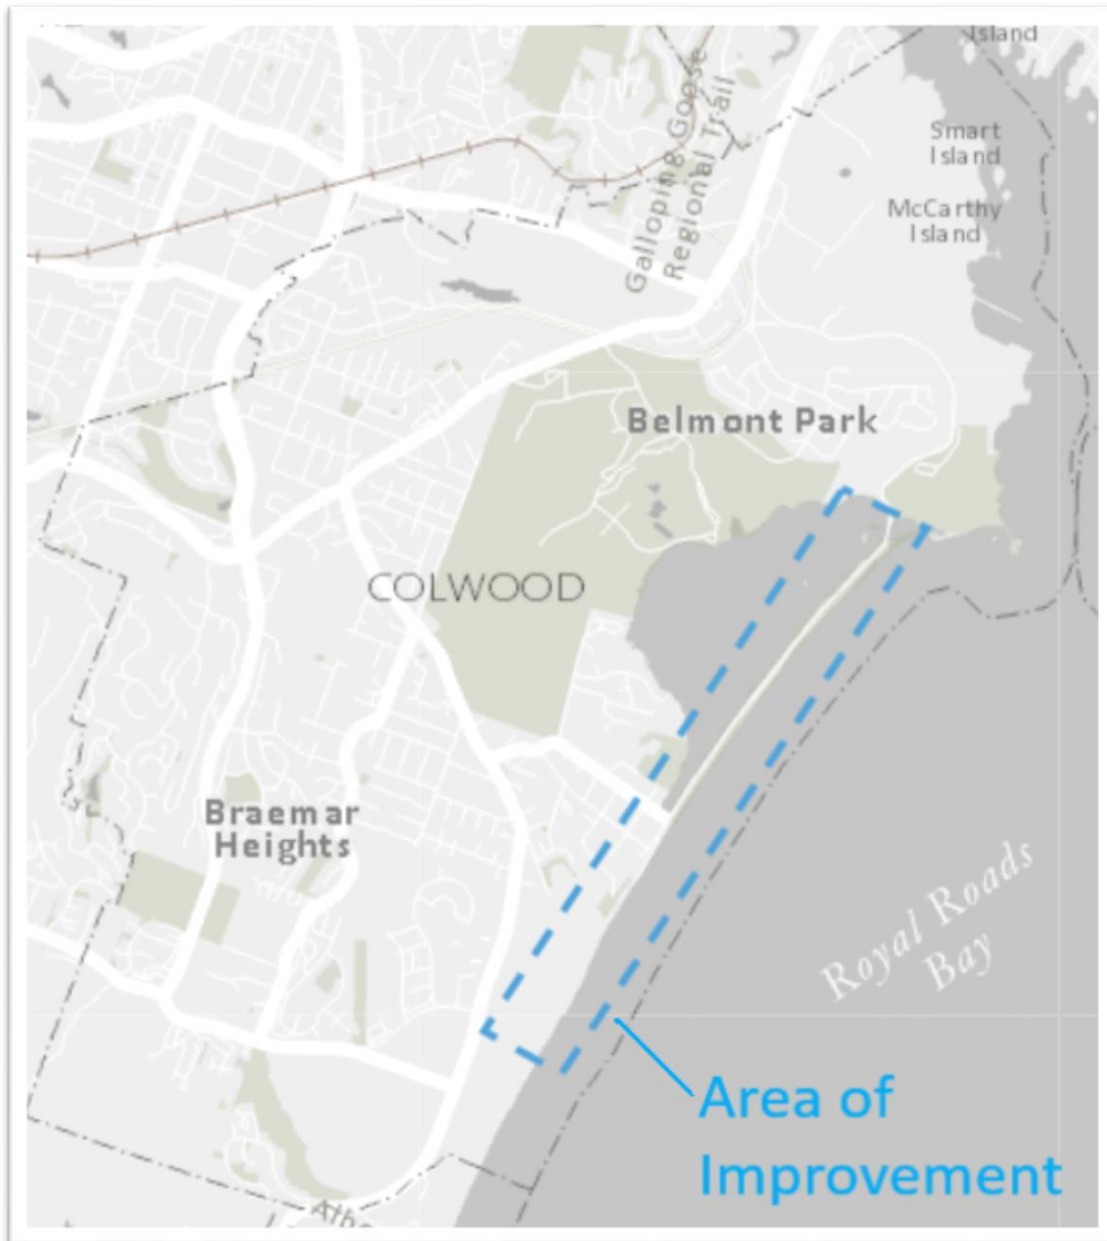 Island
Smart
Island
McCarthy
Island
Galloping Goose
Regional Trail
Belmont Park
COLWOOD
Braemar
Heights
Royal Roads
Bay
Area of
Improvement